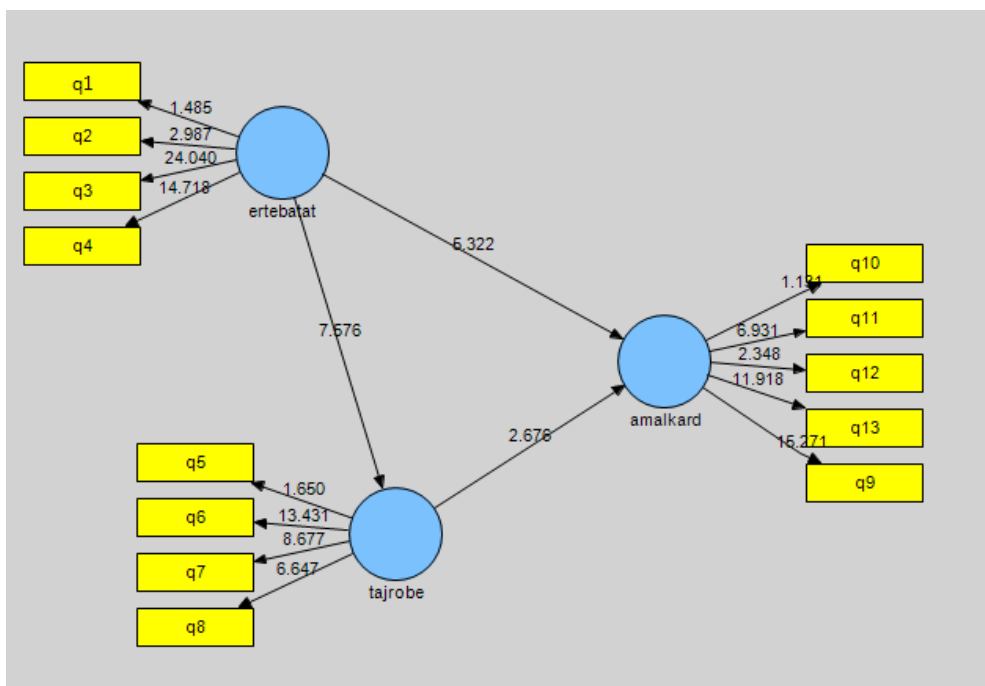 q1
1.485
q2
2.987
24.040
q3
14.718
q4
ertebatat
5.322
7.576
q10
q11
6.931
2.348
q12
11.918
q13
15.271
q9
amalkard
2.676
q5
1.650
q6
13.431
8.677
q7
6.647
q8
tajrobe